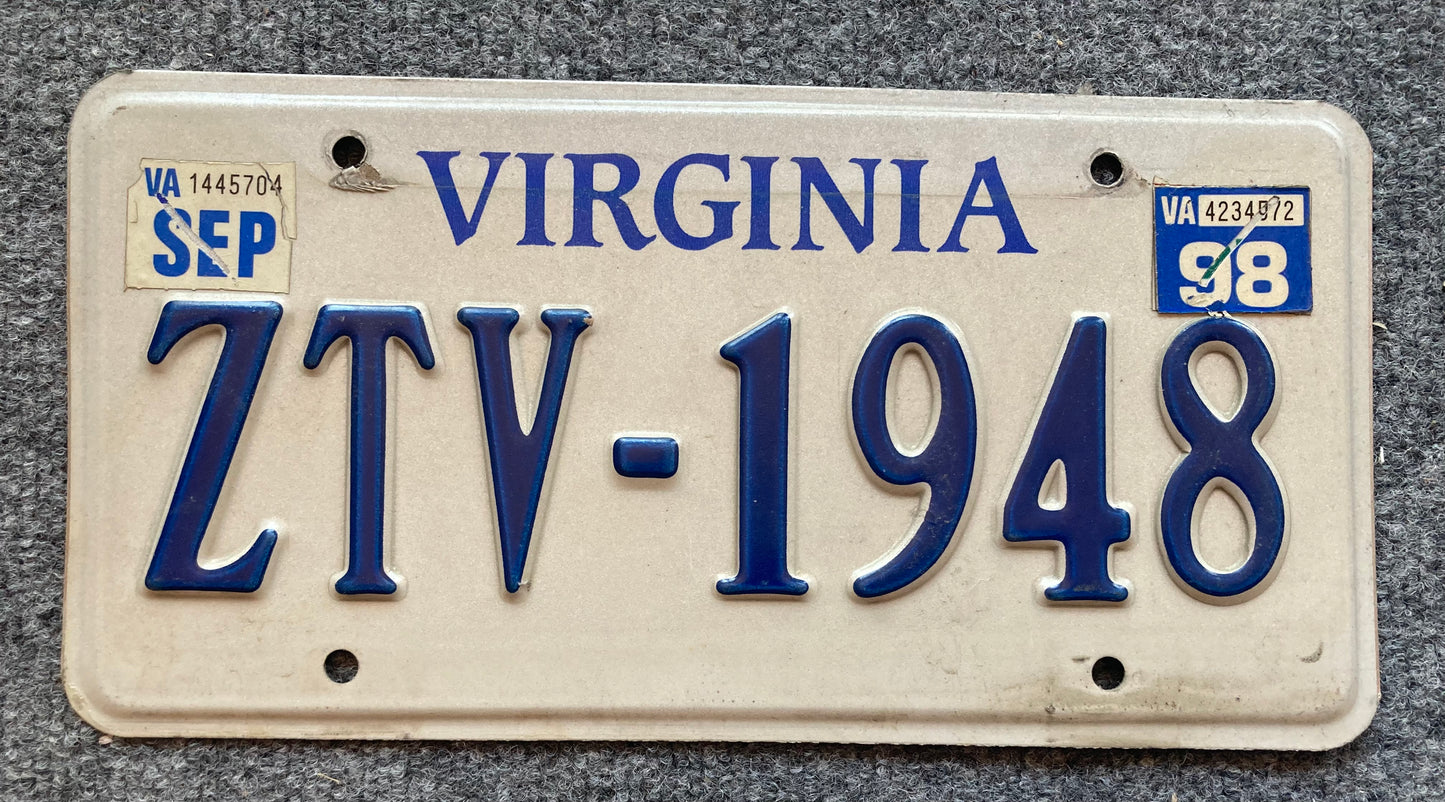 VIRGINIA
VA 1445704
SEP
VA 4234972
98
ZTV-1948